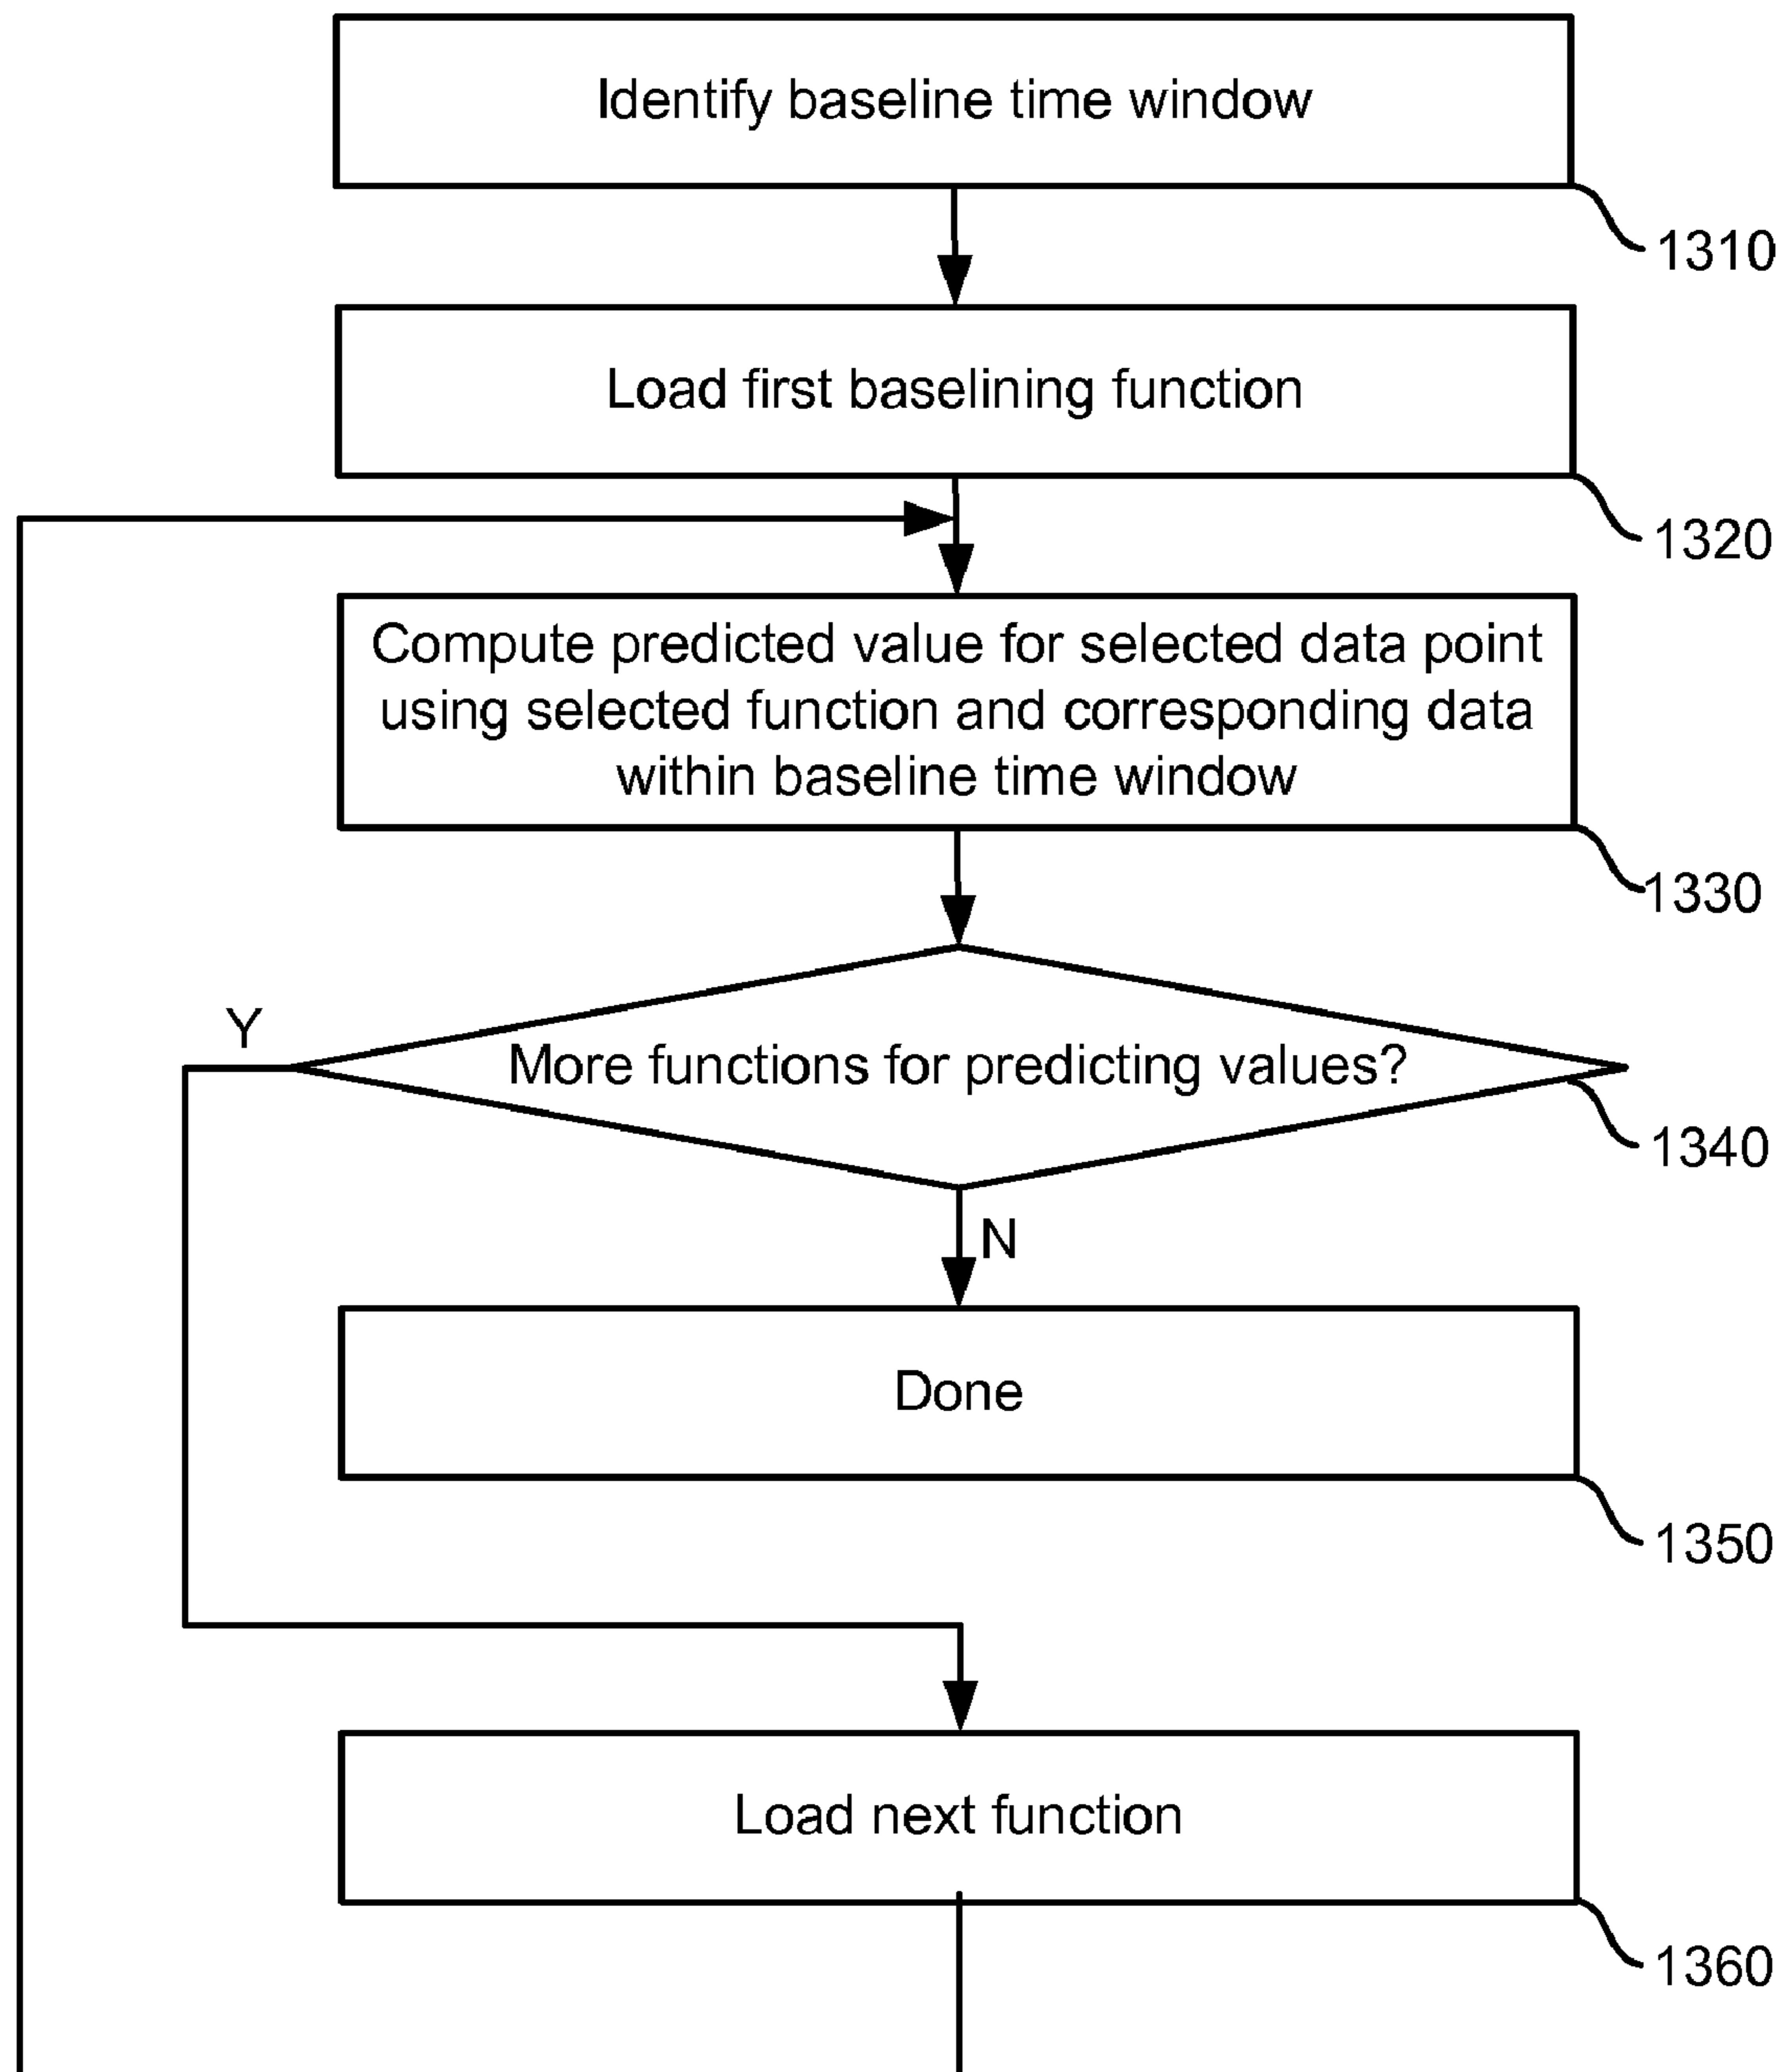 Identify baseline time window
1310
Load first baselining function
1320
Compute predicted value for selected data point
using selected function and corresponding data
within baseline time window
1330
Y
More functions for predicting values?
1340
N
Done
1350
Load next function
1360